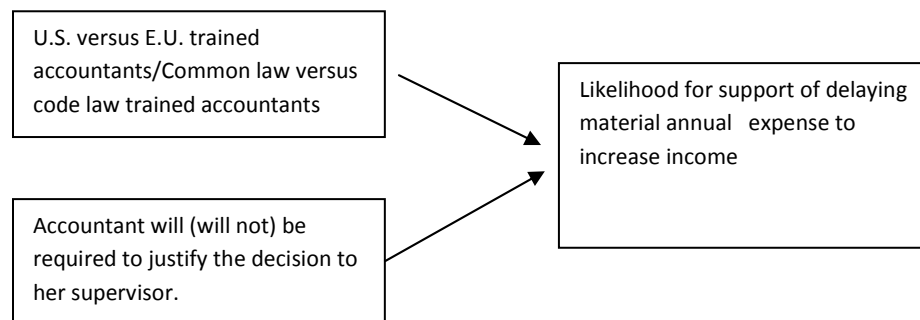 U.S. versus E.U. trained
accountants/Common law versus
code law trained accountants
Likelihood for support of delaying
material annual expense to
increase income
Accountant will (will not) be
required to justify the decision to
her supervisor.